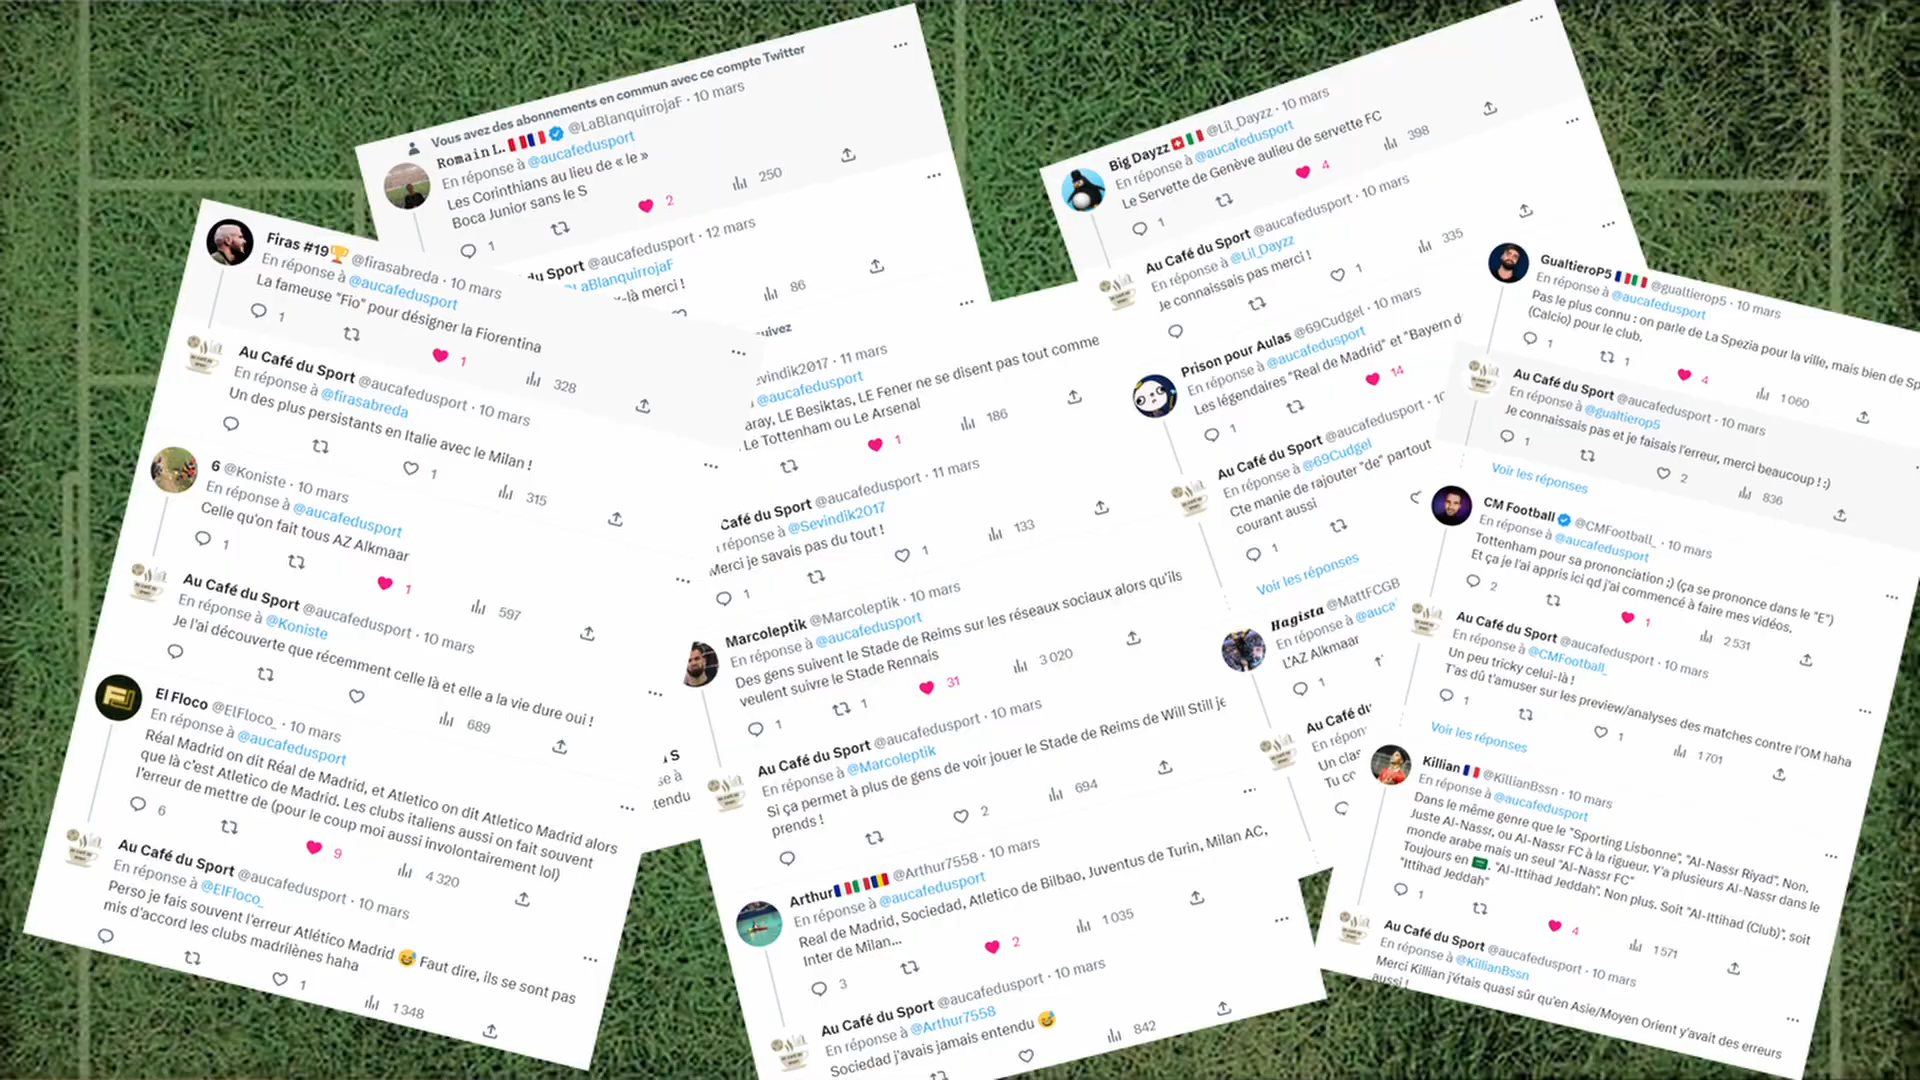 Vous avez des abonnements en commun avec ce compte Twitter
Romain L. @LaBlanquirrojaF · 10 mars
En réponse à @aucafedusport
Les Corinthians au lieu de « le »
Boca Junior sans le S
1 2 250
du Sport @aucafedusport · 12 mars
@LaBlanquirrojaF
-là merci !
86
Firas #19 @firasabreda · 10 mars
En réponse à @aucafedusport
La fameuse "Fio" pour désigner la Fiorentina
1 1 328
Au Café du Sport @aucafedusport · 10 mars
En réponse à @firasabreda
Un des plus persistants en Italie avec le Milan !
1 315
6 @Koniste · 10 mars
En réponse à @aucafedusport
Celle qu'on fait tous AZ Alkmaar
1 1 597
Au Café du Sport @aucafedusport · 10 mars
En réponse à @Koniste
Je l'ai découverte que récemment celle là et elle a la vie dure oui !
689
El Floco @ElFloco_ · 10 mars
En réponse à @aucafedusport
Réal Madrid on dit Réal de Madrid, et Atletico on dit Atletico Madrid alors
que là c'est Atletico de Madrid. Les clubs italiens aussi on fait souvent
l'erreur de mettre de (pour le coup moi aussi involontairement lol)
6 9 4 320
Au Café du Sport @aucafedusport · 10 mars
En réponse à @ElFloco_
Perso je fais souvent l'erreur Atlético Madrid 😅 Faut dire, ils se sont pas
mis d'accord les clubs madrilènes haha
1 1 348
uivez
evindik2017 · 11 mars
@aucafedusport
aray, LE Besiktas, LE Fener ne se disent pas tout comme
Le Tottenham ou Le Arsenal
1 186
Café du Sport @aucafedusport · 11 mars
réponse à @Sevindik2017
Merci je savais pas du tout !
1 1 133
Marcoleptik @Marcoleptik · 10 mars
En réponse à @aucafedusport
Des gens suivent le Stade de Reims sur les réseaux sociaux alors qu'ils
veulent suivre le Stade Rennais
1 1 31 3 020
Au Café du Sport @aucafedusport · 10 mars
En réponse à @Marcoleptik
Si ça permet à plus de gens de voir jouer le Stade de Reims de Will Still je
prends !
2 694
Arthur @Arthur7558 · 10 mars
En réponse à @aucafedusport
Real de Madrid, Sociedad, Atletico de Bilbao, Juventus de Turin, Milan AC,
Inter de Milan...
3 2 1 035
Au Café du Sport @aucafedusport · 10 mars
En réponse à @Arthur7558
Sociedad j'avais jamais entendu 😅
842
Big Dayzz @Lil_Dayzz · 10 mars
En réponse à @aucafedusport
Le Servette de Genève aulieu de servette FC
1 4 398
Au Café du Sport @aucafedusport · 10 mars
En réponse à @Lil_Dayzz
Je connaissais pas merci !
1 335
Prison pour Aulas @69Cudgel · 10 mars
En réponse à @aucafedusport
Les légendaires "Real de Madrid" et "Bayern d
1 14
Au Café du Sport @aucafedusport · 10
En réponse à @69Cudgel
Cte manie de rajouter "de" partout
courant aussi
1
Voir les réponses
Hagista @MattFCGB
En réponse à @auca
L'AZ Alkmaar
1
Au Café du
En répon
Un clas
Tu co
GualtieroP5 @gualtierop5 · 10 mars
En réponse à @aucafedusport
Pas le plus connu : on parle de La Spezia pour la ville, mais bien de Sp
(Calcio) pour le club.
1 1 4 1 060
Au Café du Sport @aucafedusport · 10 mars
En réponse à @gualtierop5
Je connaissais pas et je faisais l'erreur, merci beaucoup ! :)
1 2 836
Voir les réponses
CM Football @CMFootball_ · 10 mars
En réponse à @aucafedusport
Tottenham pour sa prononciation :) (ça se prononce dans le "E")
Et ça je l'ai appris ici qd j'ai commencé à faire mes vidéos.
2 1 2 531
Au Café du Sport @aucafedusport · 10 mars
En réponse à @CMFootball_
Un peu tricky celui-là !
T'as dû t'amuser sur les preview/analyses des matches contre l'OM haha
1 1 1 701
Voir les réponses
Killian @KillianBssn · 10 mars
En réponse à @aucafedusport
Dans le même genre que le "Sporting Lisbonne", "Al-Nassr Riyad". Non.
Juste Al-Nassr, ou Al-Nassr FC à la rigueur. Y'a plusieurs Al-Nassr dans le
monde arabe mais un seul "Al-Nassr FC"
Toujours en 🇸🇦, "Al-Ittihad Jeddah". Non plus. Soit "Al-Ittihad (Club)", soit
"Ittihad Jeddah"
1 4 1 571
Au Café du Sport @aucafedusport · 10 mars
En réponse à @KillianBssn
Merci Killian j'étais quasi sûr qu'en Asie/Moyen Orient y'avait des erreurs
aussi !